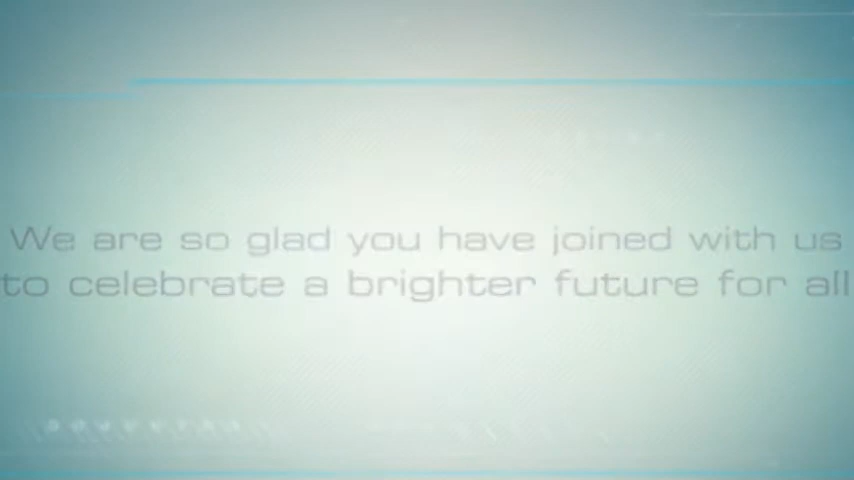 We are so glad you have joined with us
to celebrate a brighter future for all